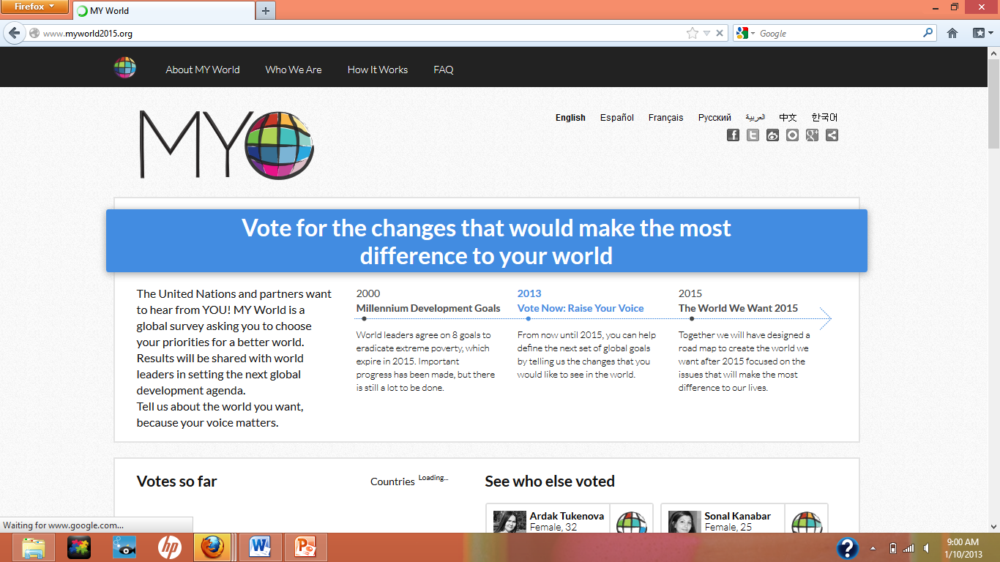 Firefox
MY World
www.myworld2015.org
Google
About MY World Who We Are How It Works FAQ
MY
English Español Français Русский العربية 中文 한국어
Vote for the changes that would make the most
difference to your world
The United Nations and partners want
to hear from YOU! MY World is a
global survey asking you to choose
your priorities for a better world.
Results will be shared with world
leaders in setting the next global
development agenda.
Tell us about the world you want,
because your voice matters.
2000
Millennium Development Goals
World leaders agree on 8 goals to
eradicate extreme poverty, which
expire in 2015. Important
progress has been made, but there
is still a lot to be done.
2013
Vote Now: Raise Your Voice
From now until 2015, you can help
define the next set of global goals
by telling us the changes that you
would like to see in the world.
2015
The World We Want 2015
Together we will have designed a
road map to create the world we
want after 2015 focused on the
issues that will make the most
difference to our lives.
Votes so far
Countries Loading...
See who else voted
Ardak Tukenova
Female, 32
Sonal Kanabar
Female, 25
Waiting for www.google.com...
9:00 AM
1/10/2013